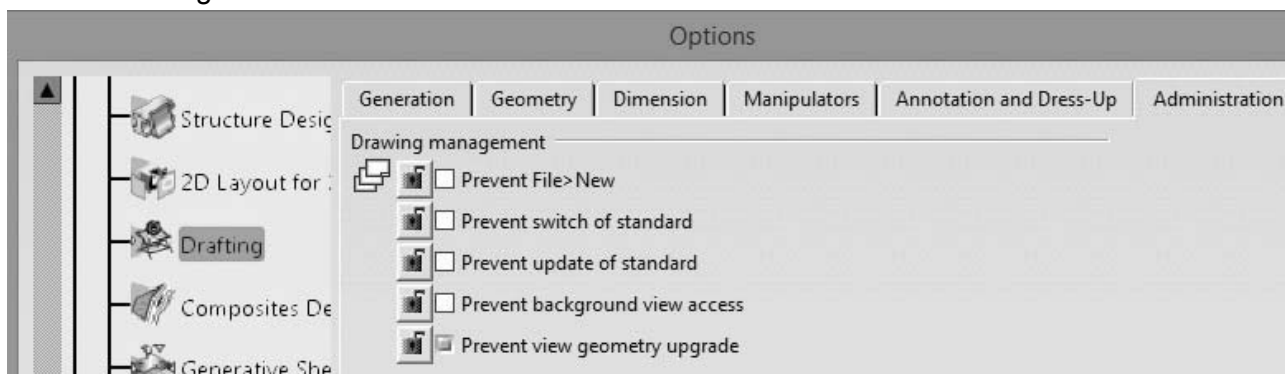 Options
Generation Geometry Dimension Manipulators Annotation and Dress-Up Administration
Structure Desig
Drawing management
2D Layout for
Prevent File>New
Prevent switch of standard
Drafting
Prevent update of standard
Prevent background view access
Composites De
Prevent view geometry upgrade
Generative She